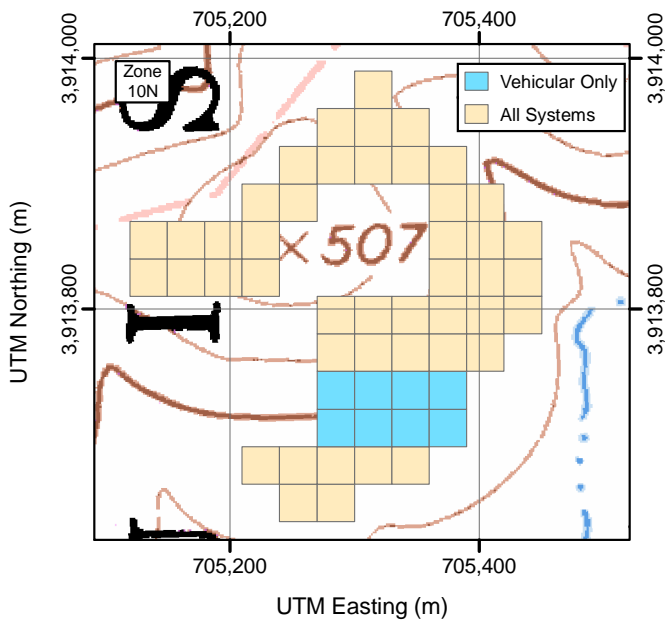 705,200
705,400
3,914,000
3,914,000
Zone
10N
Vehicular Only
All Systems
507
UTM Northing (m)
3,913,800
3,913,800
1
705,200
705,400
UTM Easting (m)